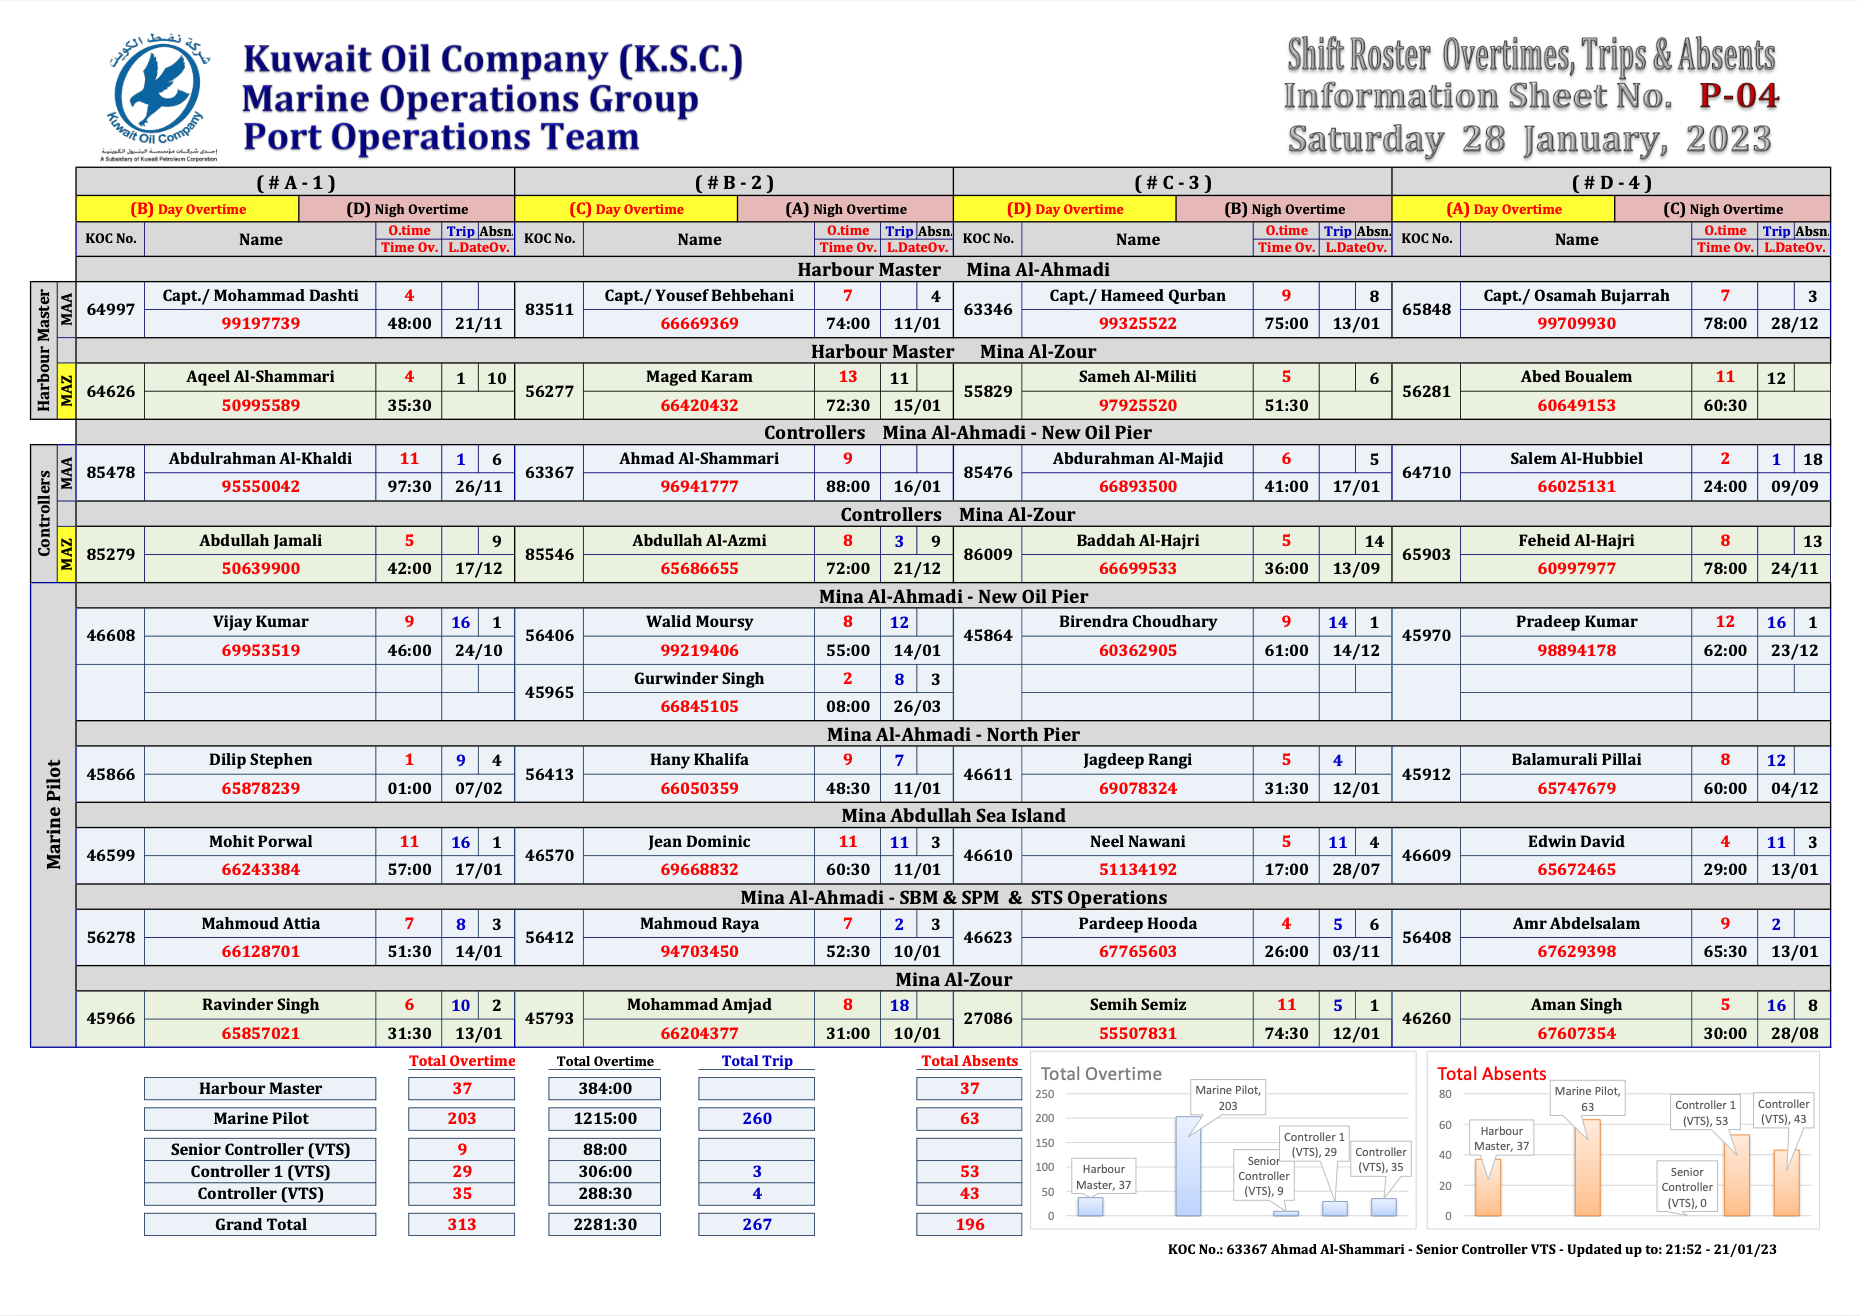 شركة نفط الكويت
Kuwait Oil Company
إحدى شركات مؤسسة البترول الكويتية
A Subsidiary of Kuwait Petroleum Corporation
Kuwait Oil Company (K.S.C.)
Marine Operations Group
Port Operations Team
Shift Roster Overtimes, Trips & Absents
Information Sheet No. P-04
Saturday 28 January, 2023
( # A - 1 ) ( # B - 2 ) ( # C - 3 ) ( # D - 4 )
(B) Day Overtime (D) Nigh Overtime (C) Day Overtime (A) Nigh Overtime (D) Day Overtime (B) Nigh Overtime (A) Day Overtime (C) Nigh Overtime
KOC No. Name O.time Trip Absn. KOC No. Name O.time Trip Absn. KOC No. Name O.time Trip Absn. KOC No. Name O.time Trip Absn.
Time Ov. L.DateOv. Time Ov. L.DateOv. Time Ov. L.DateOv. Time Ov. L.DateOv.
Harbour Master Mina Al-Ahmadi
Harbour Master
MAA
64997 Capt./ Mohammad Dashti 4 83511 Capt./ Yousef Behbehani 7 4 63346 Capt./ Hameed Qurban 9 8 65848 Capt./ Osamah Bujarrah 7 3
99197739 48:00 21/11 66669369 74:00 11/01 99325522 75:00 13/01 99709930 78:00 28/12
Harbour Master Mina Al-Zour
MAZ
64626 Aqeel Al-Shammari 4 1 10 56277 Maged Karam 13 11 55829 Sameh Al-Militi 5 6 56281 Abed Boualem 11 12
50995589 35:30 66420432 72:30 15/01 97925520 51:30 60649153 60:30
Controllers Mina Al-Ahmadi - New Oil Pier
Controllers
MAA
85478 Abdulrahman Al-Khaldi 11 1 6 63367 Ahmad Al-Shammari 9 85476 Abdurahman Al-Majid 6 5 64710 Salem Al-Hubbiel 2 1 18
95550042 97:30 26/11 96941777 88:00 16/01 66893500 41:00 17/01 66025131 24:00 09/09
Controllers Mina Al-Zour
MAZ
85279 Abdullah Jamali 5 9 85546 Abdullah Al-Azmi 8 3 9 86009 Baddah Al-Hajri 5 14 65903 Feheid Al-Hajri 8 13
50639900 42:00 17/12 65686655 72:00 21/12 66699533 36:00 13/09 60997977 78:00 24/11
Mina Al-Ahmadi - New Oil Pier
Marine Pilot
46608 Vijay Kumar 9 16 1 56406 Walid Moursy 8 12 45864 Birendra Choudhary 9 14 1 45970 Pradeep Kumar 12 16 1
69953519 46:00 24/10 99219406 55:00 14/01 60362905 61:00 14/12 98894178 62:00 23/12
45965 Gurwinder Singh 2 8 3
66845105 08:00 26/03
Mina Al-Ahmadi - North Pier
45866 Dilip Stephen 1 9 4 56413 Hany Khalifa 9 7 46611 Jagdeep Rangi 5 4 45912 Balamurali Pillai 8 12
65878239 01:00 07/02 66050359 48:30 11/01 69078324 31:30 12/01 65747679 60:00 04/12
Mina Abdullah Sea Island
46599 Mohit Porwal 11 16 1 46570 Jean Dominic 11 11 3 46610 Neel Nawani 5 11 4 46609 Edwin David 4 11 3
66243384 57:00 17/01 69668832 60:30 11/01 51134192 17:00 28/07 65672465 29:00 13/01
Mina Al-Ahmadi - SBM & SPM & STS Operations
56278 Mahmoud Attia 7 8 3 56412 Mahmoud Raya 7 2 3 46623 Pardeep Hooda 4 5 6 56408 Amr Abdelsalam 9 2
66128701 51:30 14/01 94703450 52:30 10/01 67765603 26:00 03/11 67629398 65:30 13/01
Mina Al-Zour
45966 Ravinder Singh 6 10 2 45793 Mohammad Amjad 8 18 27086 Semih Semiz 11 5 1 46260 Aman Singh 5 16 8
65857021 31:30 13/01 66204377 31:00 10/01 55507831 74:30 12/01 67607354 30:00 28/08
Total Overtime Total Overtime Total Trip Total Absents
Harbour Master 37 384:00 37
Marine Pilot 203 1215:00 260 63
Senior Controller (VTS) 9 88:00
Controller 1 (VTS) 29 306:00 3 53
Controller (VTS) 35 288:30 4 43
Grand Total 313 2281:30 267 196
Total Overtime
250
200
150
100
50
0
Harbour
Master, 37
Marine Pilot,
203
Senior
Controller
(VTS), 9
Controller 1
(VTS), 29
Controller
(VTS), 35
Total Absents
80
60
40
20
0
Harbour
Master, 37
Marine Pilot,
63
Senior
Controller
(VTS), 0
Controller 1
(VTS), 53
Controller
(VTS), 43
KOC No.: 63367 Ahmad Al-Shammari - Senior Controller VTS - Updated up to: 21:52 - 21/01/23